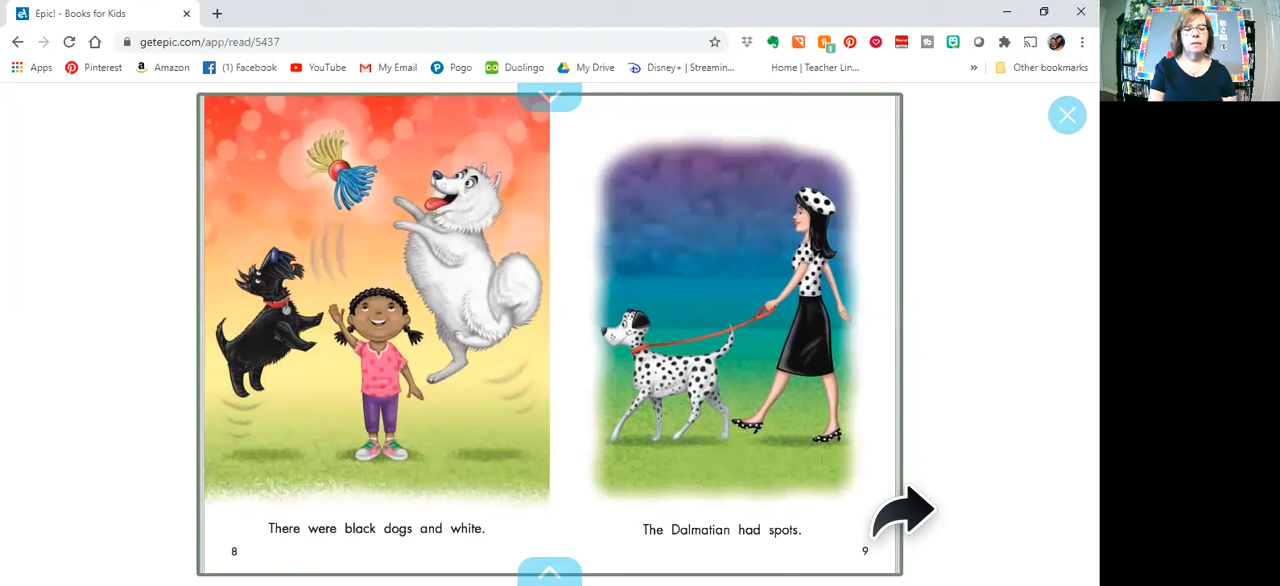 Epic! - Books for Kids
getepic.com/app/read/5437
Apps Pinterest Amazon (1) Facebook YouTube My Email Pogo Duolingo My Drive Disney+ | Streamin... Home | Teacher Lin... » Other bookmarks
There were black dogs and white.
The Dalmatian had spots.
8
9